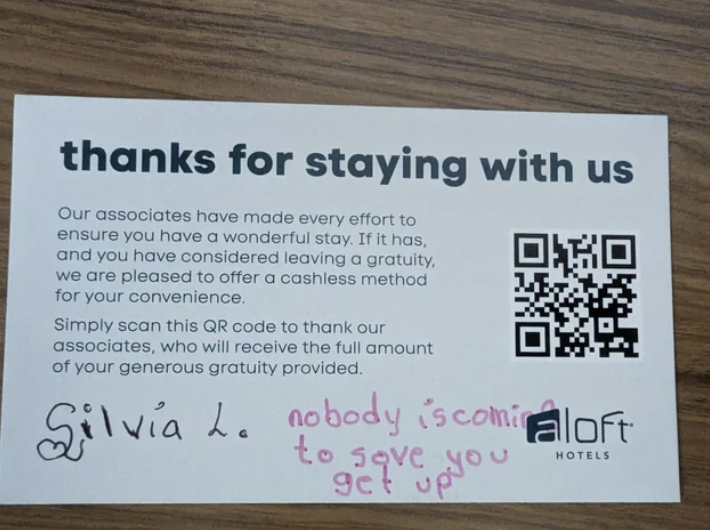 thanks for staying with us
Our associates have made every effort to
ensure you have a wonderful stay. If it has,
and you have considered leaving a gratuity,
we are pleased to offer a cashless method
for your convenience.
Simply scan this QR code to thank our
associates, who will receive the full amount
of your generous gratuity provided.
Silvia L.
nobody is coming
to save you
get up
aloft
HOTELS